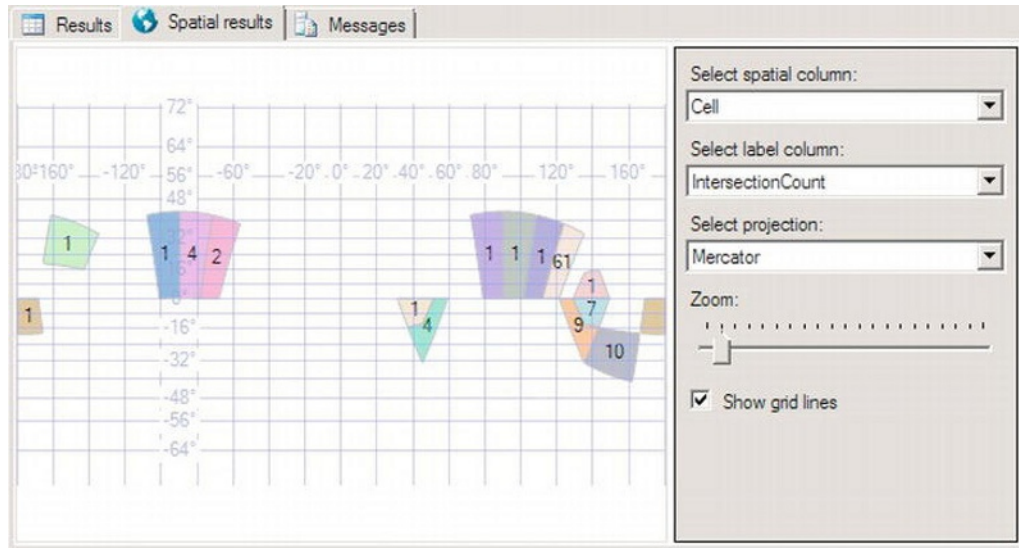 Results Spatial results Messages
72°
64°
160° -120° 56° -60° -20° 0° 20° 40° 60° 80° 120° 160°
48°
1 1 4 2 1 1 1 61
1
0°
1 1 7
-16° 4 9
-32° 10
-48°
-56°
-64°
Select spatial column:
Cell
Select label column:
IntersectionCount
Select projection:
Mercator
Zoom:
Show grid lines